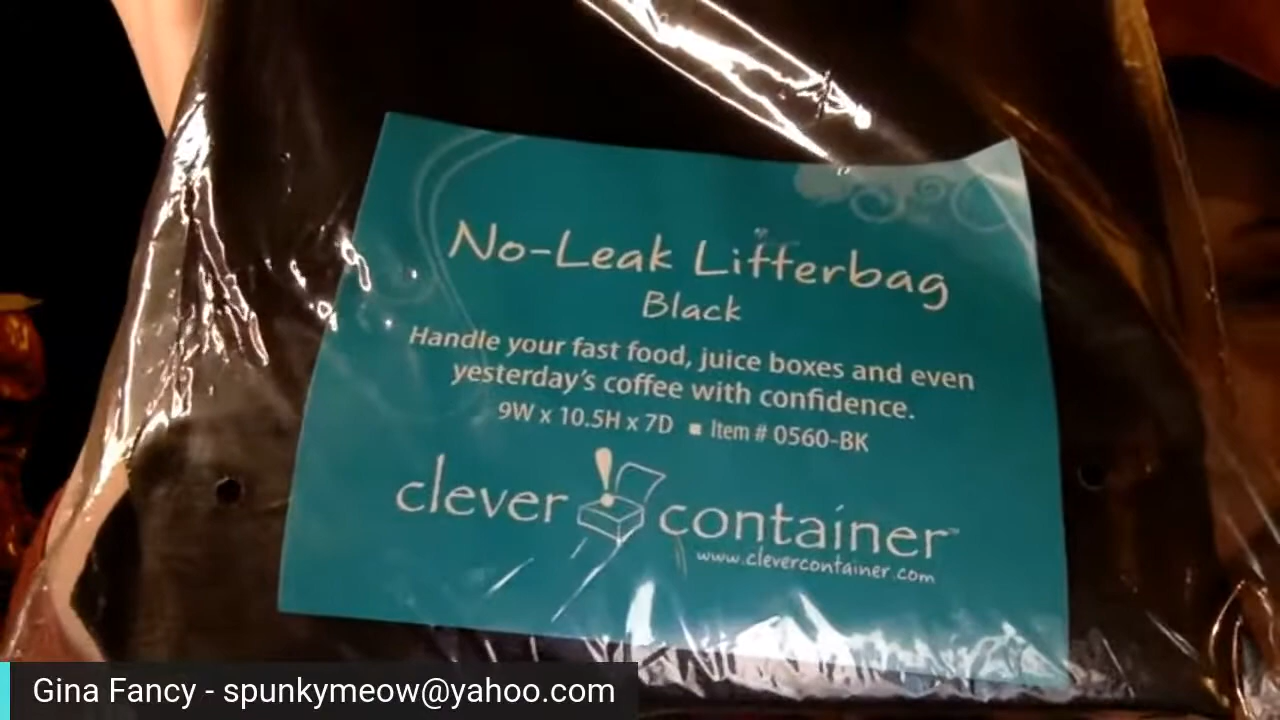 No-Leak Litterbag
Black
Handle your fast food, juice boxes and even
yesterday's coffee with confidence.
9W x 10.5H x 7D ■ Item # 0560-BK
clever container™
www.clevercontainer.com
Gina Fancy - spunkymeow@yahoo.com